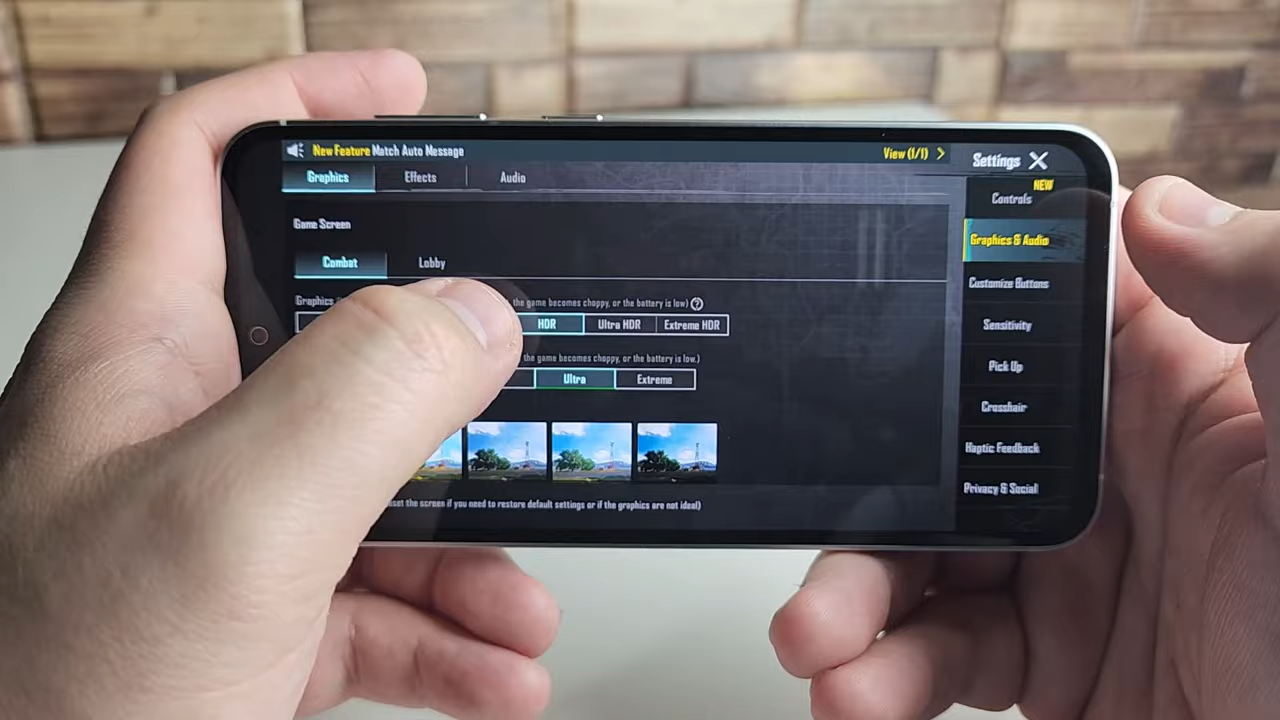 New Feature Match Auto Message
View (1/1)
Settings
Graphics
Effects
Audio
NEW
Controls
Game Screen
Graphics & Audio
Combat
Lobby
Customize Buttons
Graphics
the game becomes choppy, or the battery is low)
HDR
Ultra HDR
Extreme HDR
Sensitivity
the game becomes choppy, or the battery is low.)
Pick Up
Ultra
Extreme
Crosshair
Haptic Feedback
Privacy & Social
the screen if you need to restore default settings or if the graphics are not ideal)